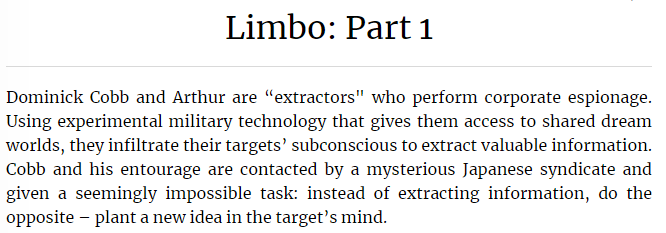 Limbo: Part 1
Dominick Cobb and Arthur are “extractors" who perform corporate espionage.
Using experimental military technology that gives them access to shared dream
worlds, they infiltrate their targets’ subconscious to extract valuable information.
Cobb and his entourage are contacted by a mysterious Japanese syndicate and
given a seemingly impossible task: instead of extracting information, do the
opposite – plant a new idea in the target’s mind.